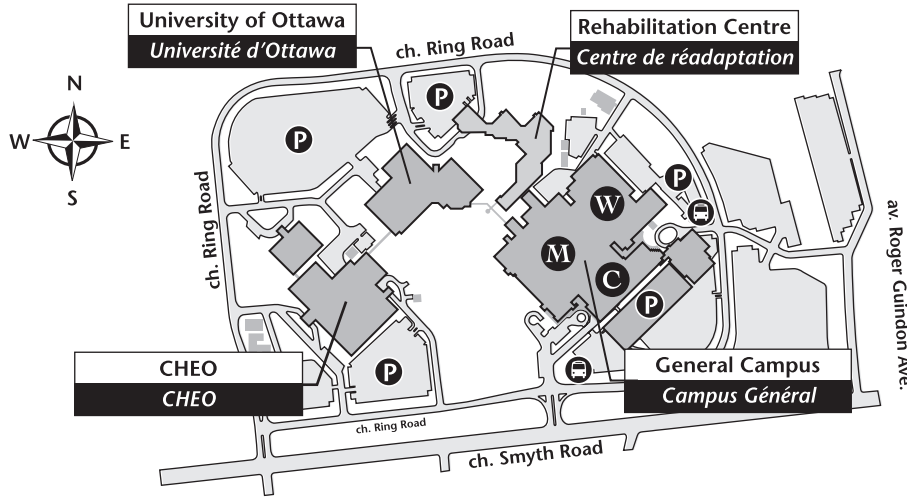 University of Ottawa
Université d'Ottawa
ch. Ring Road
Rehabilitation Centre
Centre de réadaptation
N
W
E
S
P
P
P
ch. Ring Road
W
M
C
P
av. Roger Guindon Ave.
CHEO
CHEO
P
General Campus
Campus Général
ch. Ring Road
ch. Smyth Road